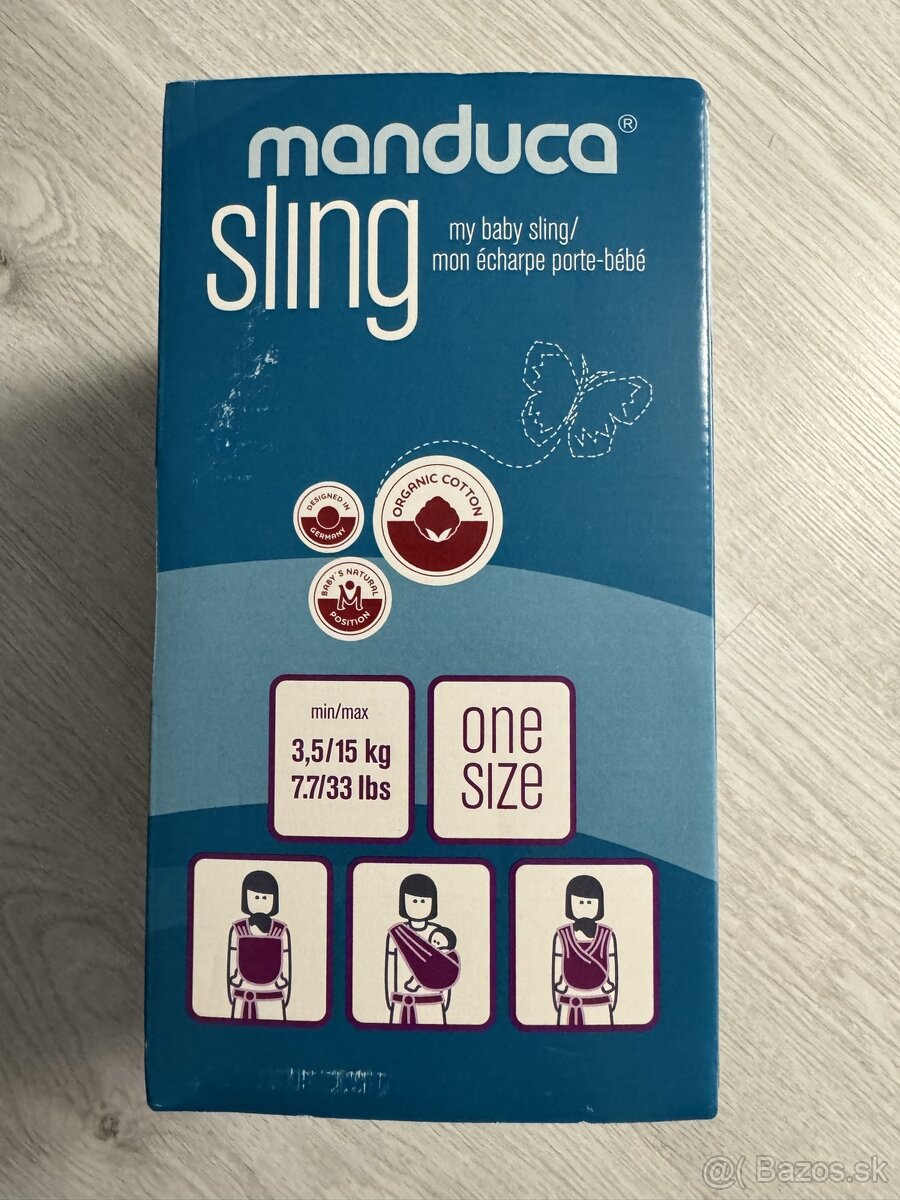 manduca®
sling
my baby sling/
mon écharpe porte-bébé
DESIGNED IN
GERMANY
ORGANIC COTTON
BABY'S NATURAL
POSITION
min/max
3,5/15 kg
7.7/33 lbs
one
size
@( Bazos.sk